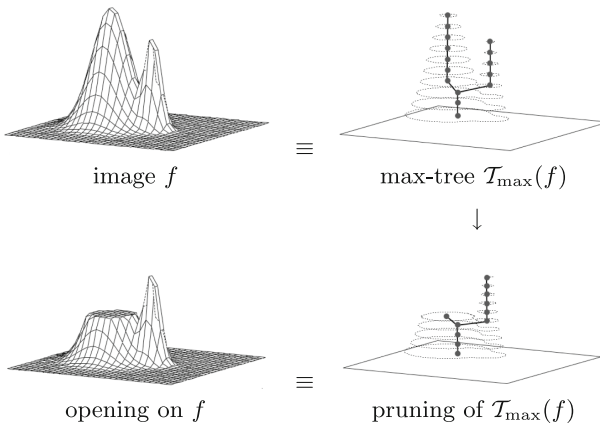 ≡
image f
max-tree 𝒯max(f)
↓
≡
opening on f
pruning of 𝒯max(f)